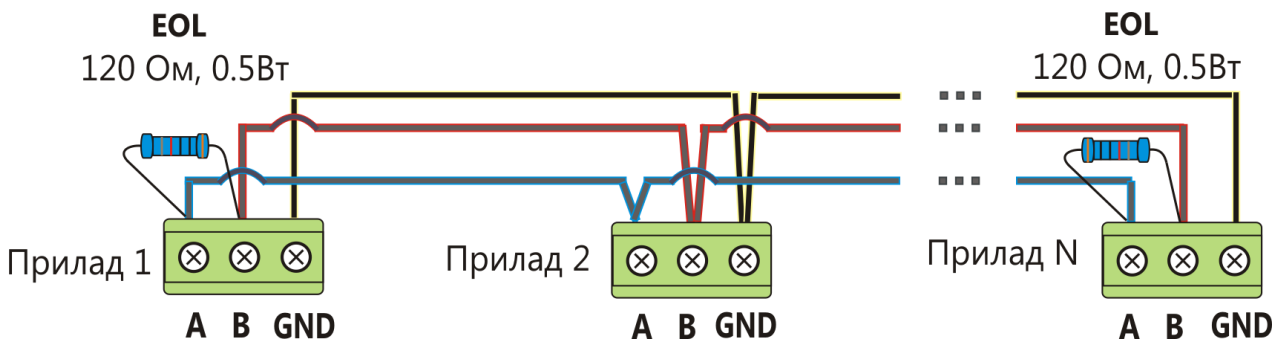 EOL
120 Ом, 0.5Вт
EOL
120 Ом, 0.5Вт
Прилад 1
A B GND
Прилад 2
A B GND
Прилад N
A B GND